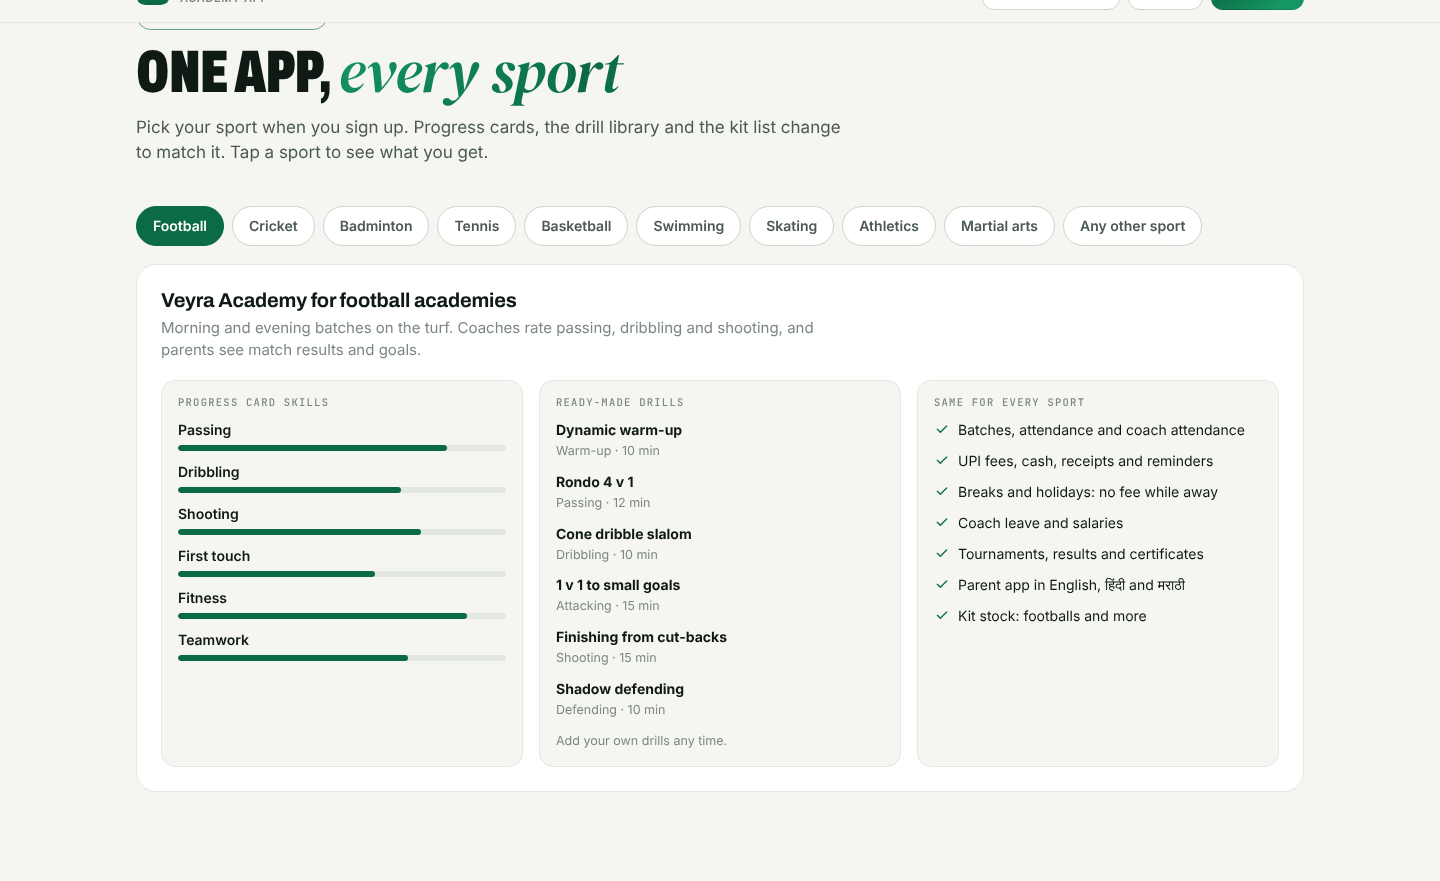 ONE APP, every sport
Pick your sport when you sign up. Progress cards, the drill library and the kit list change
to match it. Tap a sport to see what you get.
Football Cricket Badminton Tennis Basketball Swimming Skating Athletics Martial arts Any other sport
Veyra Academy for football academies
Morning and evening batches on the turf. Coaches rate passing, dribbling and shooting, and
parents see match results and goals.
PROGRESS CARD SKILLS
Passing
Dribbling
Shooting
First touch
Fitness
Teamwork
READY-MADE DRILLS
Dynamic warm-up
Warm-up · 10 min
Rondo 4 v 1
Passing · 12 min
Cone dribble slalom
Dribbling · 10 min
1 v 1 to small goals
Attacking · 15 min
Finishing from cut-backs
Shooting · 15 min
Shadow defending
Defending · 10 min
Add your own drills any time.
SAME FOR EVERY SPORT
Batches, attendance and coach attendance
UPI fees, cash, receipts and reminders
Breaks and holidays: no fee while away
Coach leave and salaries
Tournaments, results and certificates
Parent app in English, हिंदी and मराठी
Kit stock: footballs and more